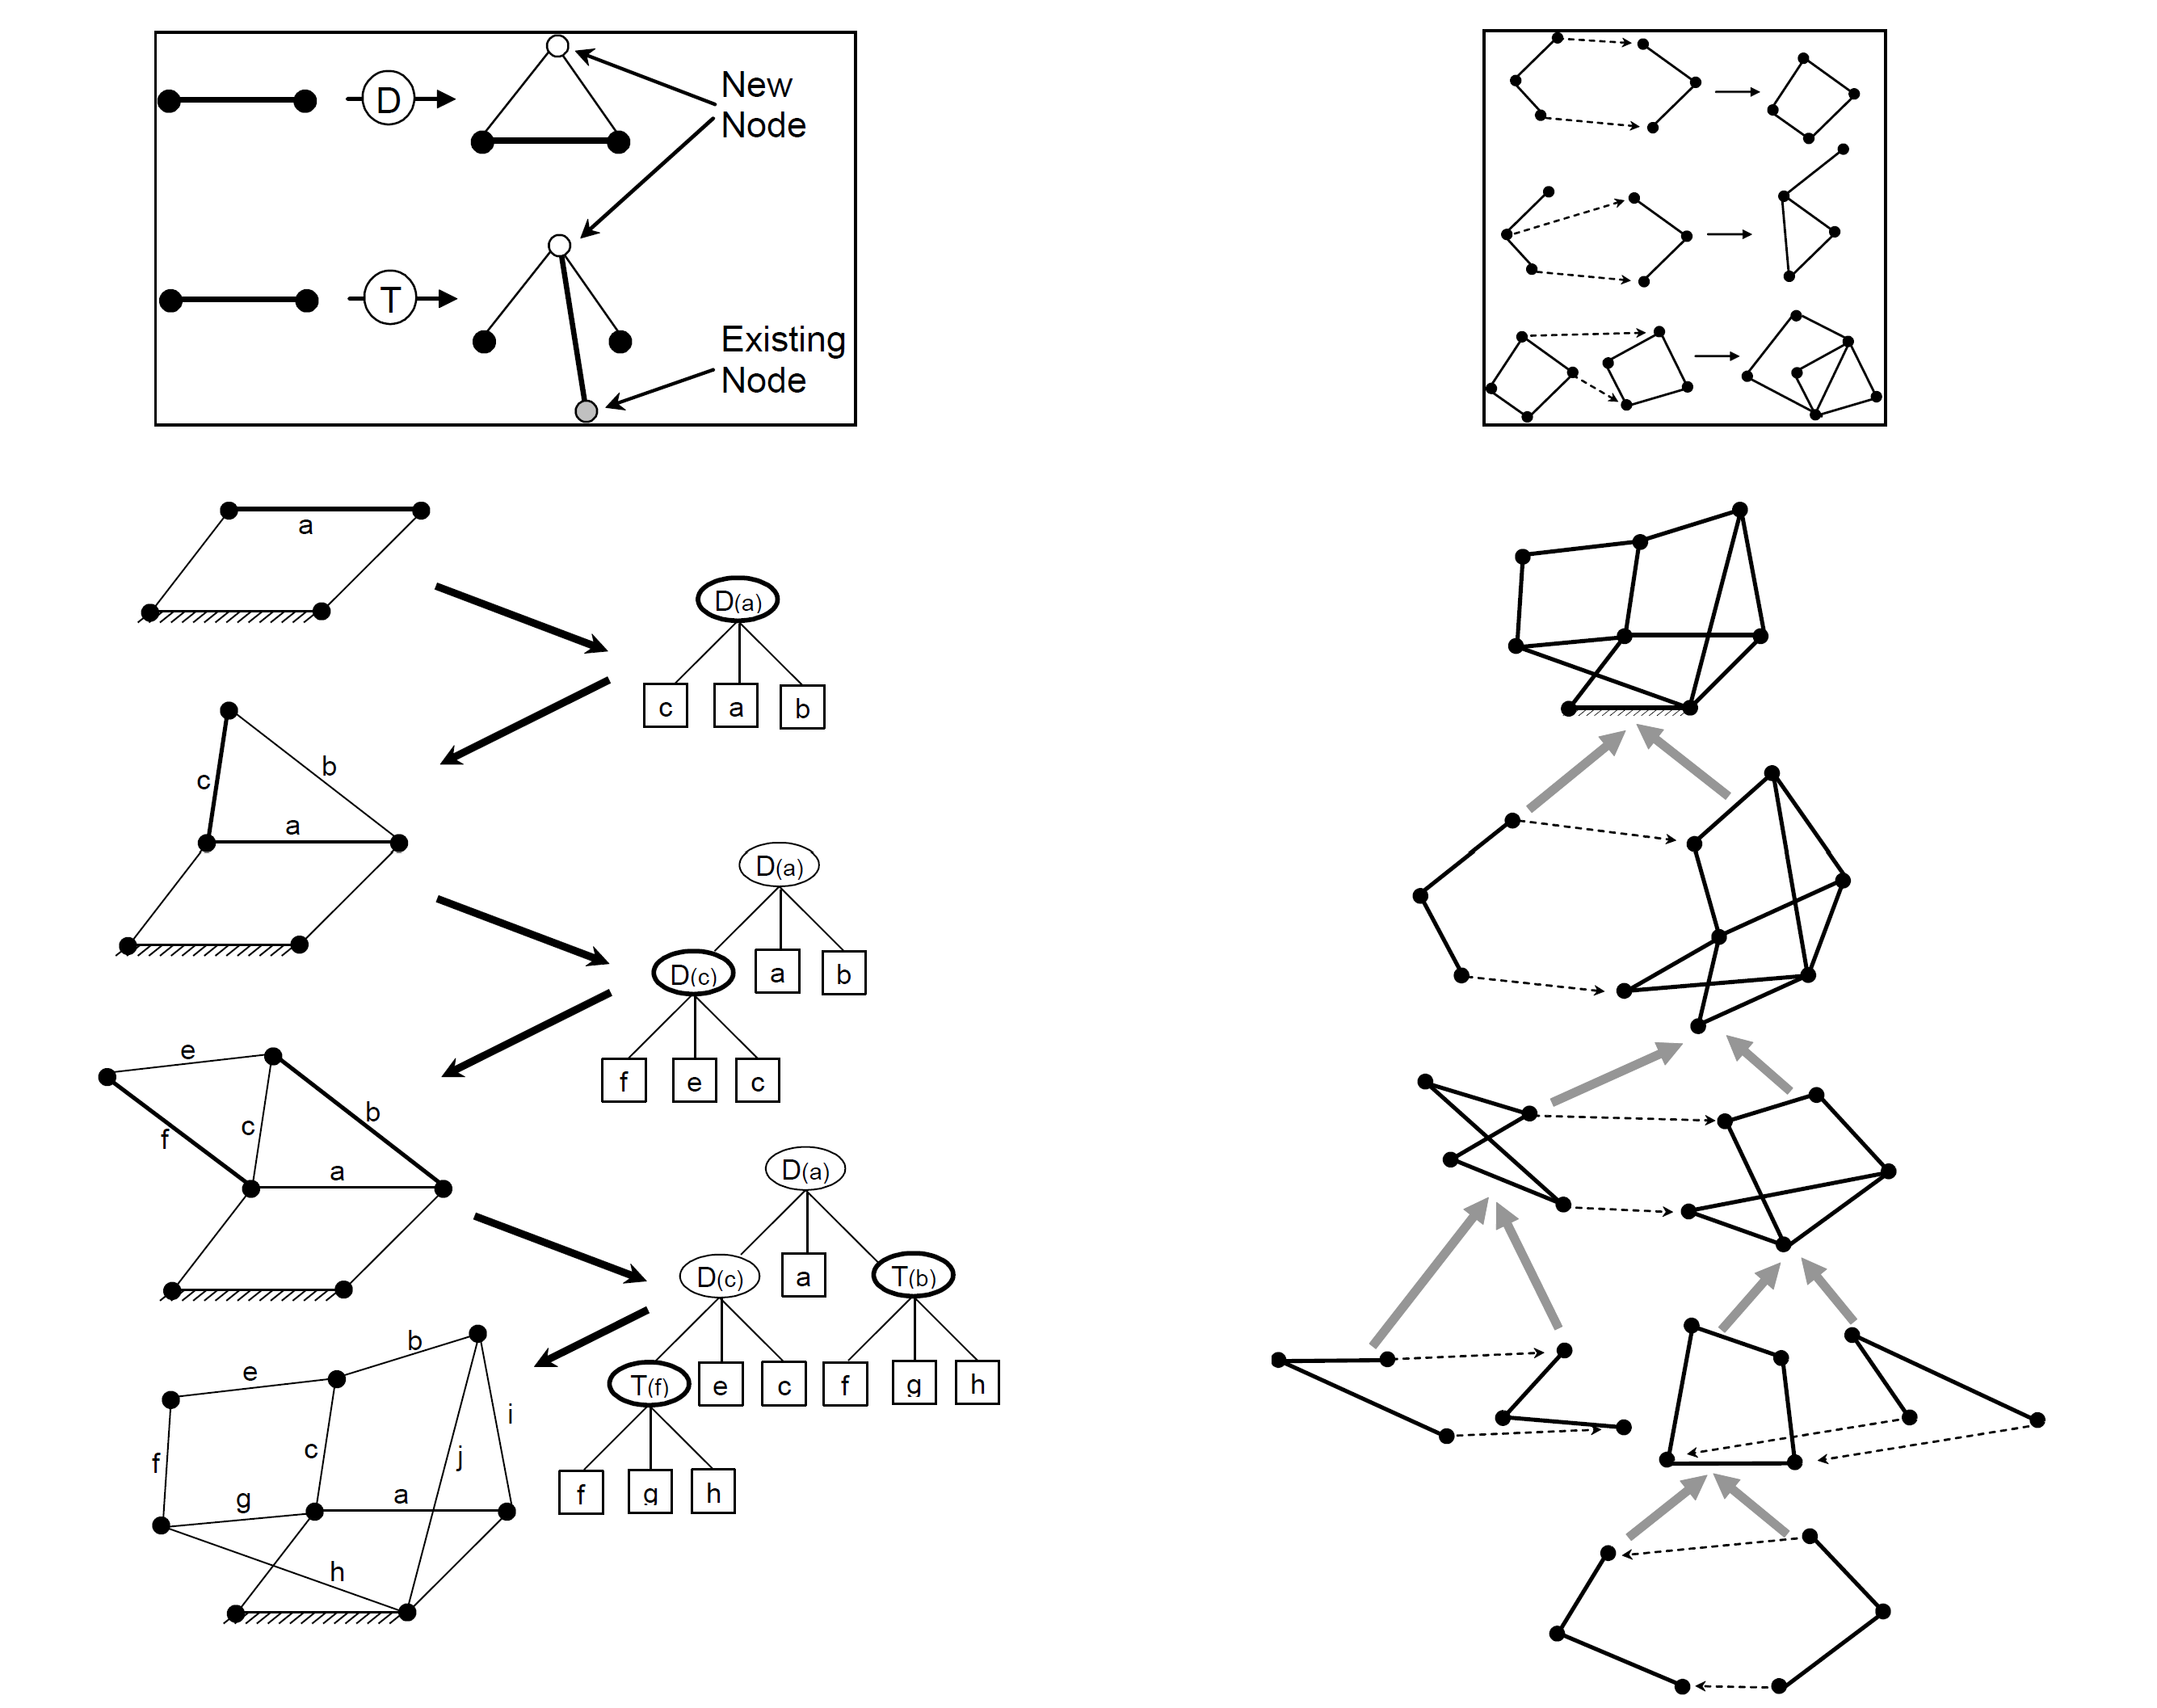 D
New
Node
T
Existing
Node
a
D(a)
c a b
c
b
a
D(a)
D(c) a b
f e c
e
b
c
f
a
D(a)
D(c) a T(b)
T(f) e c f g h
f g h
b
e
i
c
j
f
g
a
h